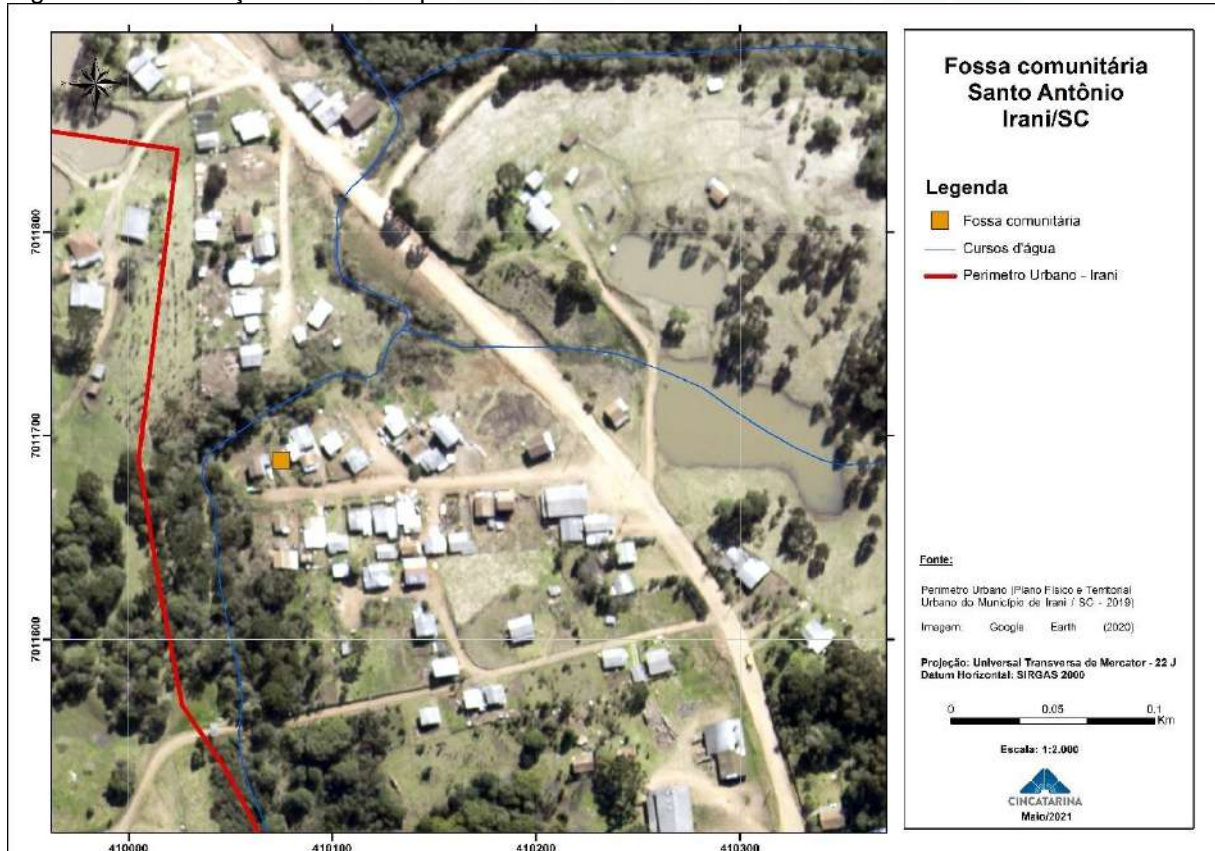 Fossa comunitária
Santo Antônio
Irani/SC
Legenda
Fossa comunitária
Cursos d'água
Perimetro Urbano - Irani
Fonte:
Perimetro Urbano (Plano Físico e Territorial
Urbano do Município de Irani / SC - 2019)
Imagem: Google Earth (2020)
Projeção: Universal Transversa de Mercator - 22 J
Datum Horizontal: SIRGAS 2000
0 0.05 0.1
Km
Escala: 1:2.000
CINCATARINA
Maio/2021
7011800
7011700
7011600
410000 410100 410200 410300